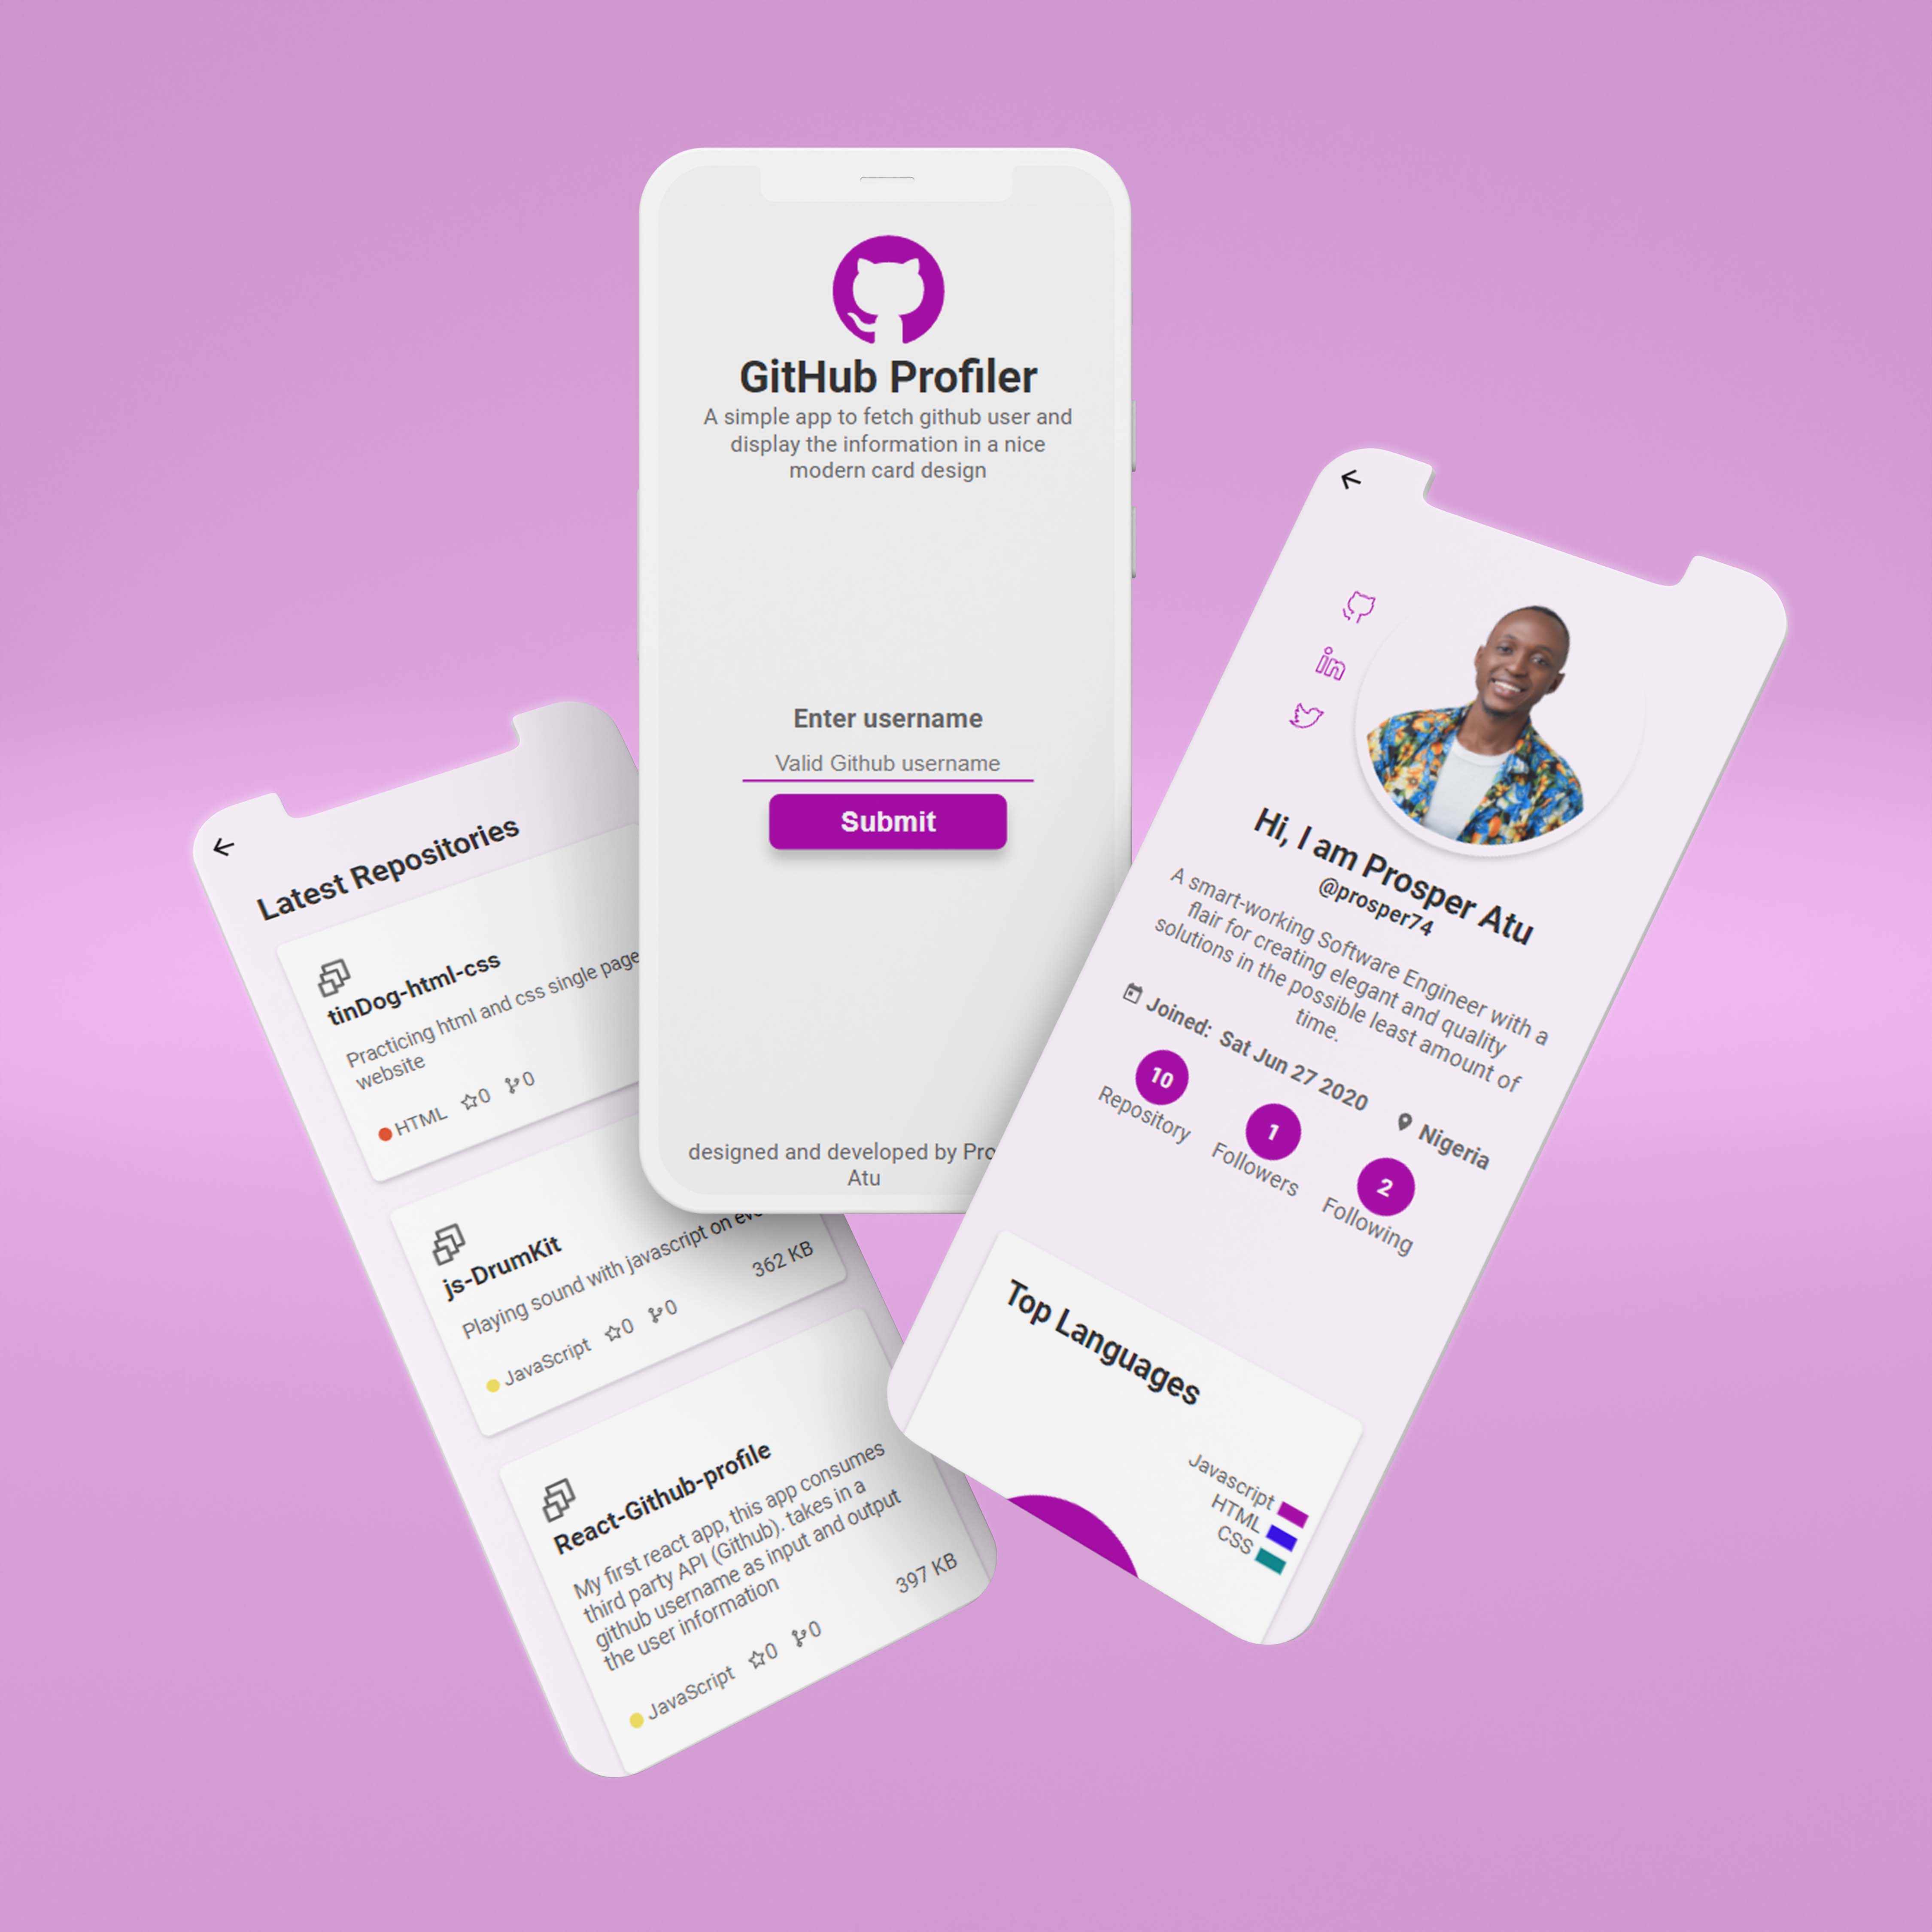 GitHub Profiler
A simple app to fetch github user and
display the information in a nice
modern card design
Enter username
Valid Github username
Submit
designed and developed by Pro
Atu
Latest Repositories
tinDog-html-css
Practicing html and css single page
website
HTML 0 0
js-DrumKit
Playing sound with javascript on eve
362 KB
JavaScript 0 0
React-Github-profile
My first react app, this app consumes
third party API (Github). takes in a
github username as input and output
the user information
397 KB
JavaScript 0 0
Hi, I am Prosper Atu
@prosper74
A smart-working Software Engineer with a
flair for creating elegant and quality
solutions in the possible least amount of
time.
Joined: Sat Jun 27 2020 Nigeria
10
Repository
1
Followers
2
Following
Top Languages
Javascript
HTML
CSS